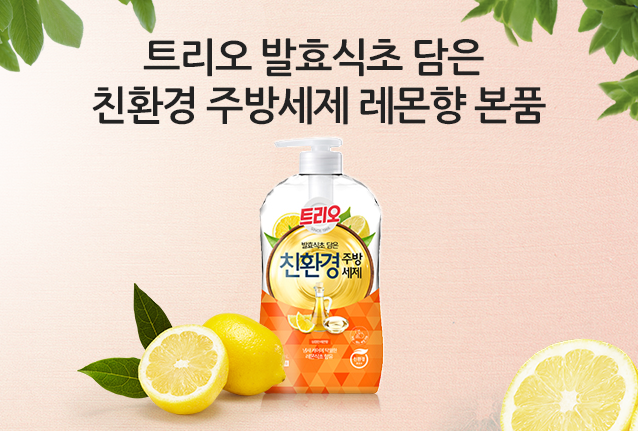 트리오 발효식초 담은
친환경 주방세제 레몬향 본품
트리오
발효식초 담은
친환경 주방
세제